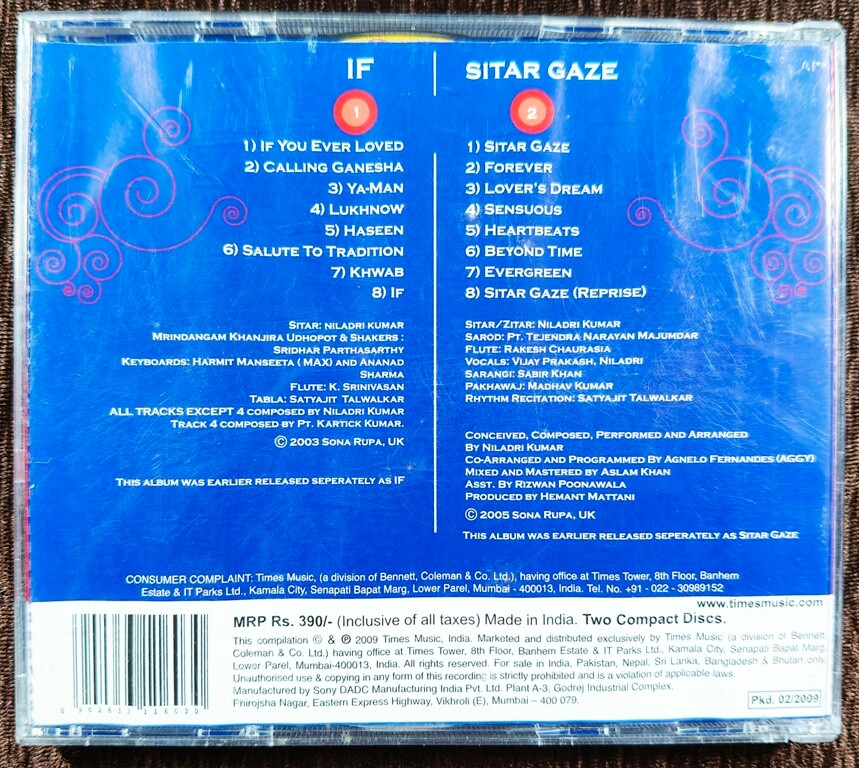 IF
1
1) IF YOU EVER LOVED
2) CALLING GANESHA
3) YA-MAN
4) LUKHNOW
5) HASEEN
6) SALUTE TO TRADITION
7) KHWAB
8) IF
SITAR: NILADRI KUMAR
MRINDANGAM KHANJIRA UDHOPOT & SHAKERS :
SRIDHAR PARTHASARTHY
KEYBOARDS: HARMIT MANSEETA ( MAX) AND ANANAD
SHARMA
FLUTE: K. SRINIVASAN
TABLA: SATYAJIT TALWALKAR
ALL TRACKS EXCEPT 4 COMPOSED BY NILADRI KUMAR
TRACK 4 COMPOSED BY PT. KARTICK KUMAR.
© 2003 SONA RUPA, UK
THIS ALBUM WAS EARLIER RELEASED SEPERATELY AS IF
SITAR GAZE
2
1) SITAR GAZE
2) FOREVER
3) LOVER'S DREAM
4) SENSUOUS
5) HEARTBEATS
6) BEYOND TIME
7) EVERGREEN
8) SITAR GAZE (REPRISE)
SITAR/ZITAR: NILADRI KUMAR
SAROD: PT. TEJENDRA NARAYAN MAJUMDAR
FLUTE: RAKESH CHAURASIA
VOCALS: VIJAY PRAKASH, NILADRI
SARANGI: SABIR KHAN
PAKHAWAJ: MADHAV KUMAR
RHYTHM RECITATION: SATYAJIT TALWALKAR
CONCEIVED, COMPOSED, PERFORMED AND ARRANGED
BY NILADRI KUMAR
CO-ARRANGED AND PROGRAMMED BY AGNELO FERNANDES (AGGY)
MIXED AND MASTERED BY ASLAM KHAN
ASST. BY RIZWAN POONAWALA
PRODUCED BY HEMANT MATTANI
© 2005 SONA RUPA, UK
THIS ALBUM WAS EARLIER RELEASED SEPERATELY AS SITAR GAZE
CONSUMER COMPLAINT: Times Music, (a division of Bennett, Coleman & Co. Ltd.), having office at Times Tower, 8th Floor, Banhem
Estate & IT Parks Ltd., Kamala City, Senapati Bapat Marg, Lower Parel, Mumbai - 400013, India. Tel. No. +91 - 022 - 30989152
www.timesmusic.com
MRP Rs. 390/- (Inclusive of all taxes) Made in India. Two Compact Discs.
This compilation © & ℗ 2009 Times Music, India. Marketed and distributed exclusively by Times Music (a division of Bennett,
Coleman & Co. Ltd.) having office at Times Tower, 8th Floor, Banhem Estate & IT Parks Ltd., Kamala City, Senapati Bapat Marg,
Lower Parel, Mumbai-400013, India. All rights reserved. For sale in India, Pakistan, Nepal, Sri Lanka, Bangladesh & Bhutan only.
Unauthorised use & copying in any form of this recording is strictly prohibited and is a violation of applicable laws.
Manufactured by Sony DADC Manufacturing India Pvt. Ltd. Plant A-3, Godrej Industrial Complex,
Phirojsha Nagar, Eastern Express Highway, Vikhroli (E), Mumbai – 400 079.
Pkd. 02/2009